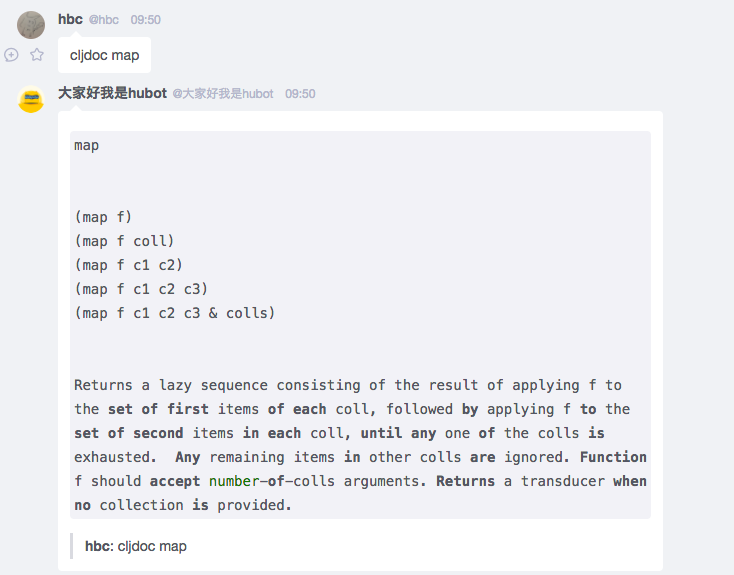 hbc @hbc 09:50
cljdoc map
大家好我是hubot @大家好我是hubot 09:50
map
(map f)
(map f coll)
(map f c1 c2)
(map f c1 c2 c3)
(map f c1 c2 c3 & colls)
Returns a lazy sequence consisting of the result of applying f to
the set of first items of each coll, followed by applying f to the
set of second items in each coll, until any one of the colls is
exhausted.  Any remaining items in other colls are ignored. Function
f should accept number-of-colls arguments. Returns a transducer when
no collection is provided.
hbc: cljdoc map